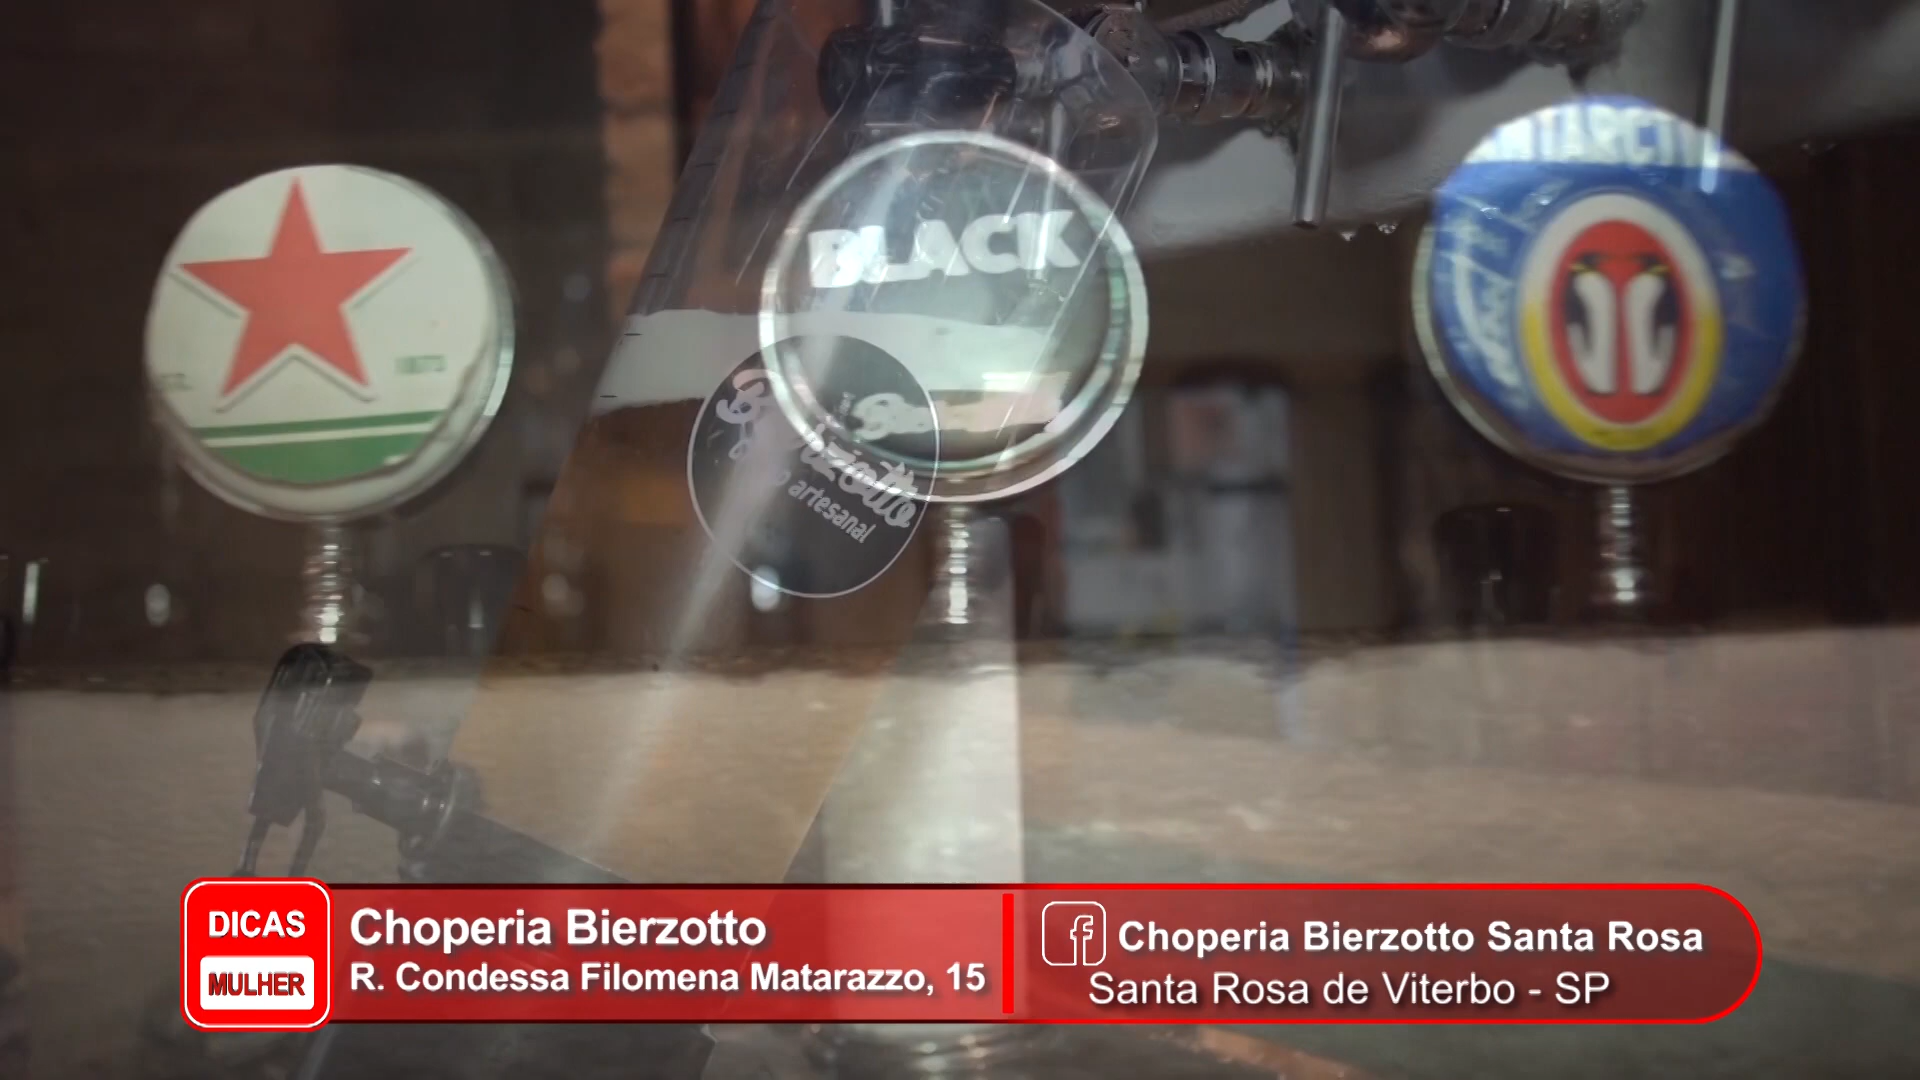 ANTARCTICA
BLACK
1873
Bierzotto
artesanal
DICAS
MULHER
Choperia Bierzotto
R. Condessa Filomena Matarazzo, 15
Choperia Bierzotto Santa Rosa
Santa Rosa de Viterbo - SP